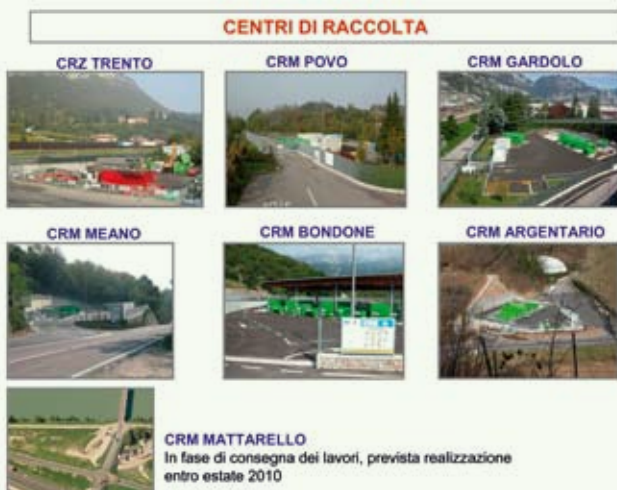 CENTRI DI RACCOLTA
CRZ TRENTO
CRM POVO
CRM GARDOLO
CRM MEANO
CRM BONDONE
CRM ARGENTARIO
CRM MATTARELLO
In fase di consegna dei lavori, prevista realizzazione
entro estate 2010